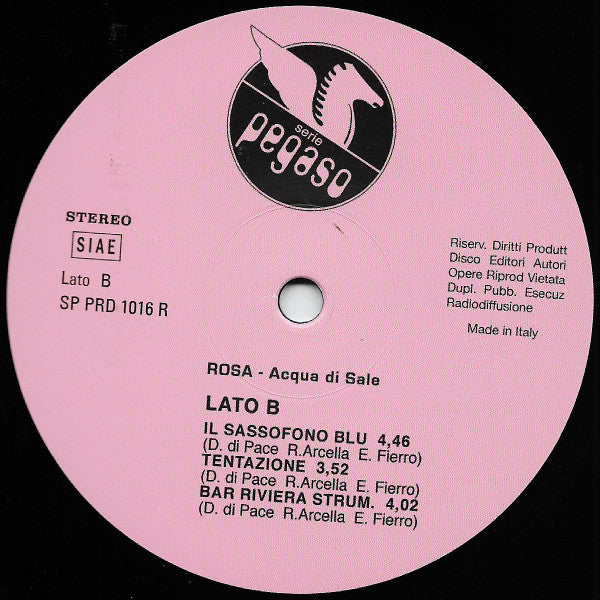 serie
pegaso
STEREO
SIAE
Lato B
SP PRD 1016 R
Riserv. Diritti Produtt
Disco Editori Autori
Opere Riprod Vietata
Dupl. Pubb. Esecuz
Radiodiffusione
Made in Italy
ROSA - Acqua di Sale
LATO B
IL SASSOFONO BLU 4,46
(D. di Pace R.Arcella E. Fierro)
TENTAZIONE 3,52
(D. di Pace R.Arcella E. Fierro)
BAR RIVIERA STRUM. 4,02
(D. di Pace R.Arcella E. Fierro)